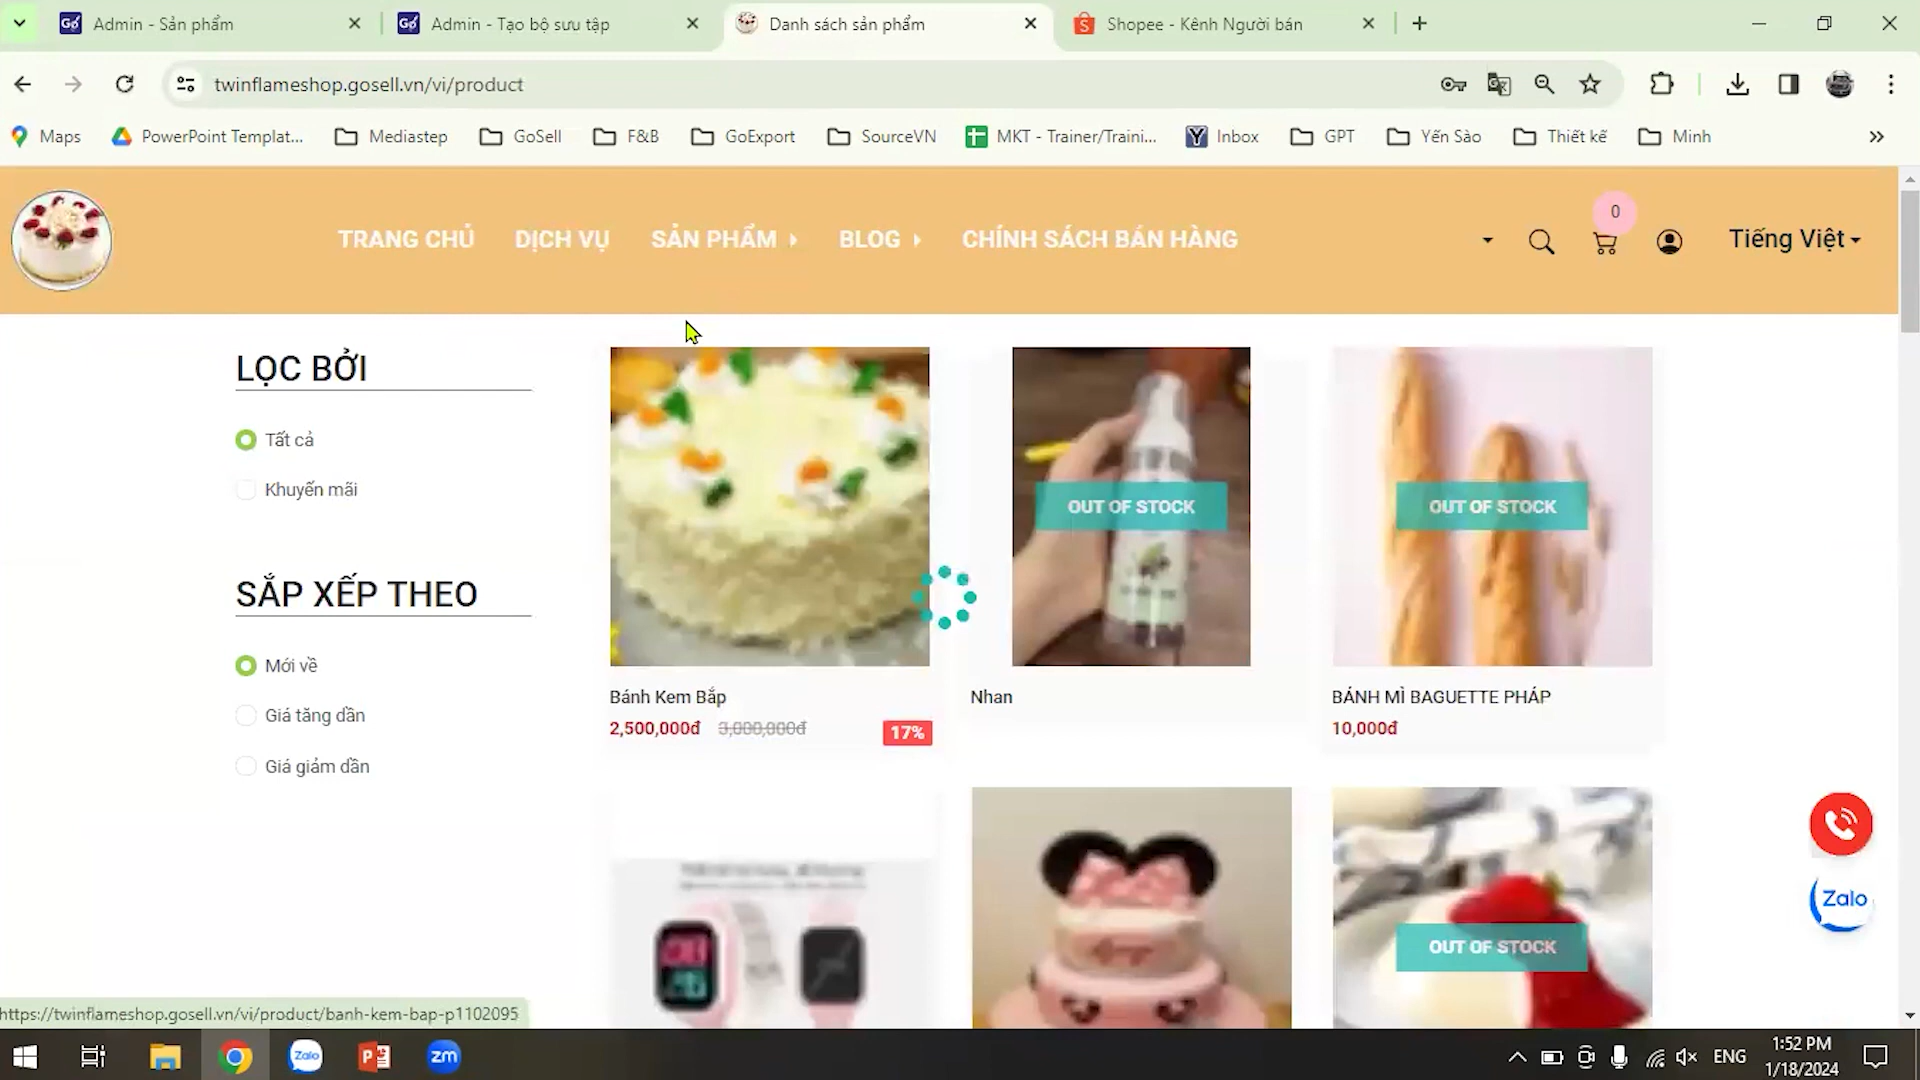 Admin - Sản phẩm
Admin - Tạo bộ sưu tập
Danh sách sản phẩm
Shopee - Kênh Người bán
twinflameshop.gosell.vn/vi/product
Maps
PowerPoint Templat...
Mediastep
GoSell
F&B
GoExport
SourceVN
MKT - Trainer/Traini...
Inbox
GPT
Yến Sào
Thiết kế
Minh
TRANG CHỦ
DỊCH VỤ
SẢN PHẨM
BLOG
CHÍNH SÁCH BÁN HÀNG
0
Tiếng Việt
LỌC BỞI
Tất cả
Khuyến mãi
SẮP XẾP THEO
Mới về
Giá tăng dần
Giá giảm dần
OUT OF STOCK
OUT OF STOCK
Bánh Kem Bắp
2,500,000đ 3,000,000đ 17%
Nhan
BÁNH MÌ BAGUETTE PHÁP
10,000đ
OUT OF STOCK
Zalo
https://twinflameshop.gosell.vn/vi/product/banh-kem-bap-p1102095
Zalo
zm
ENG
1:52 PM
1/18/2024